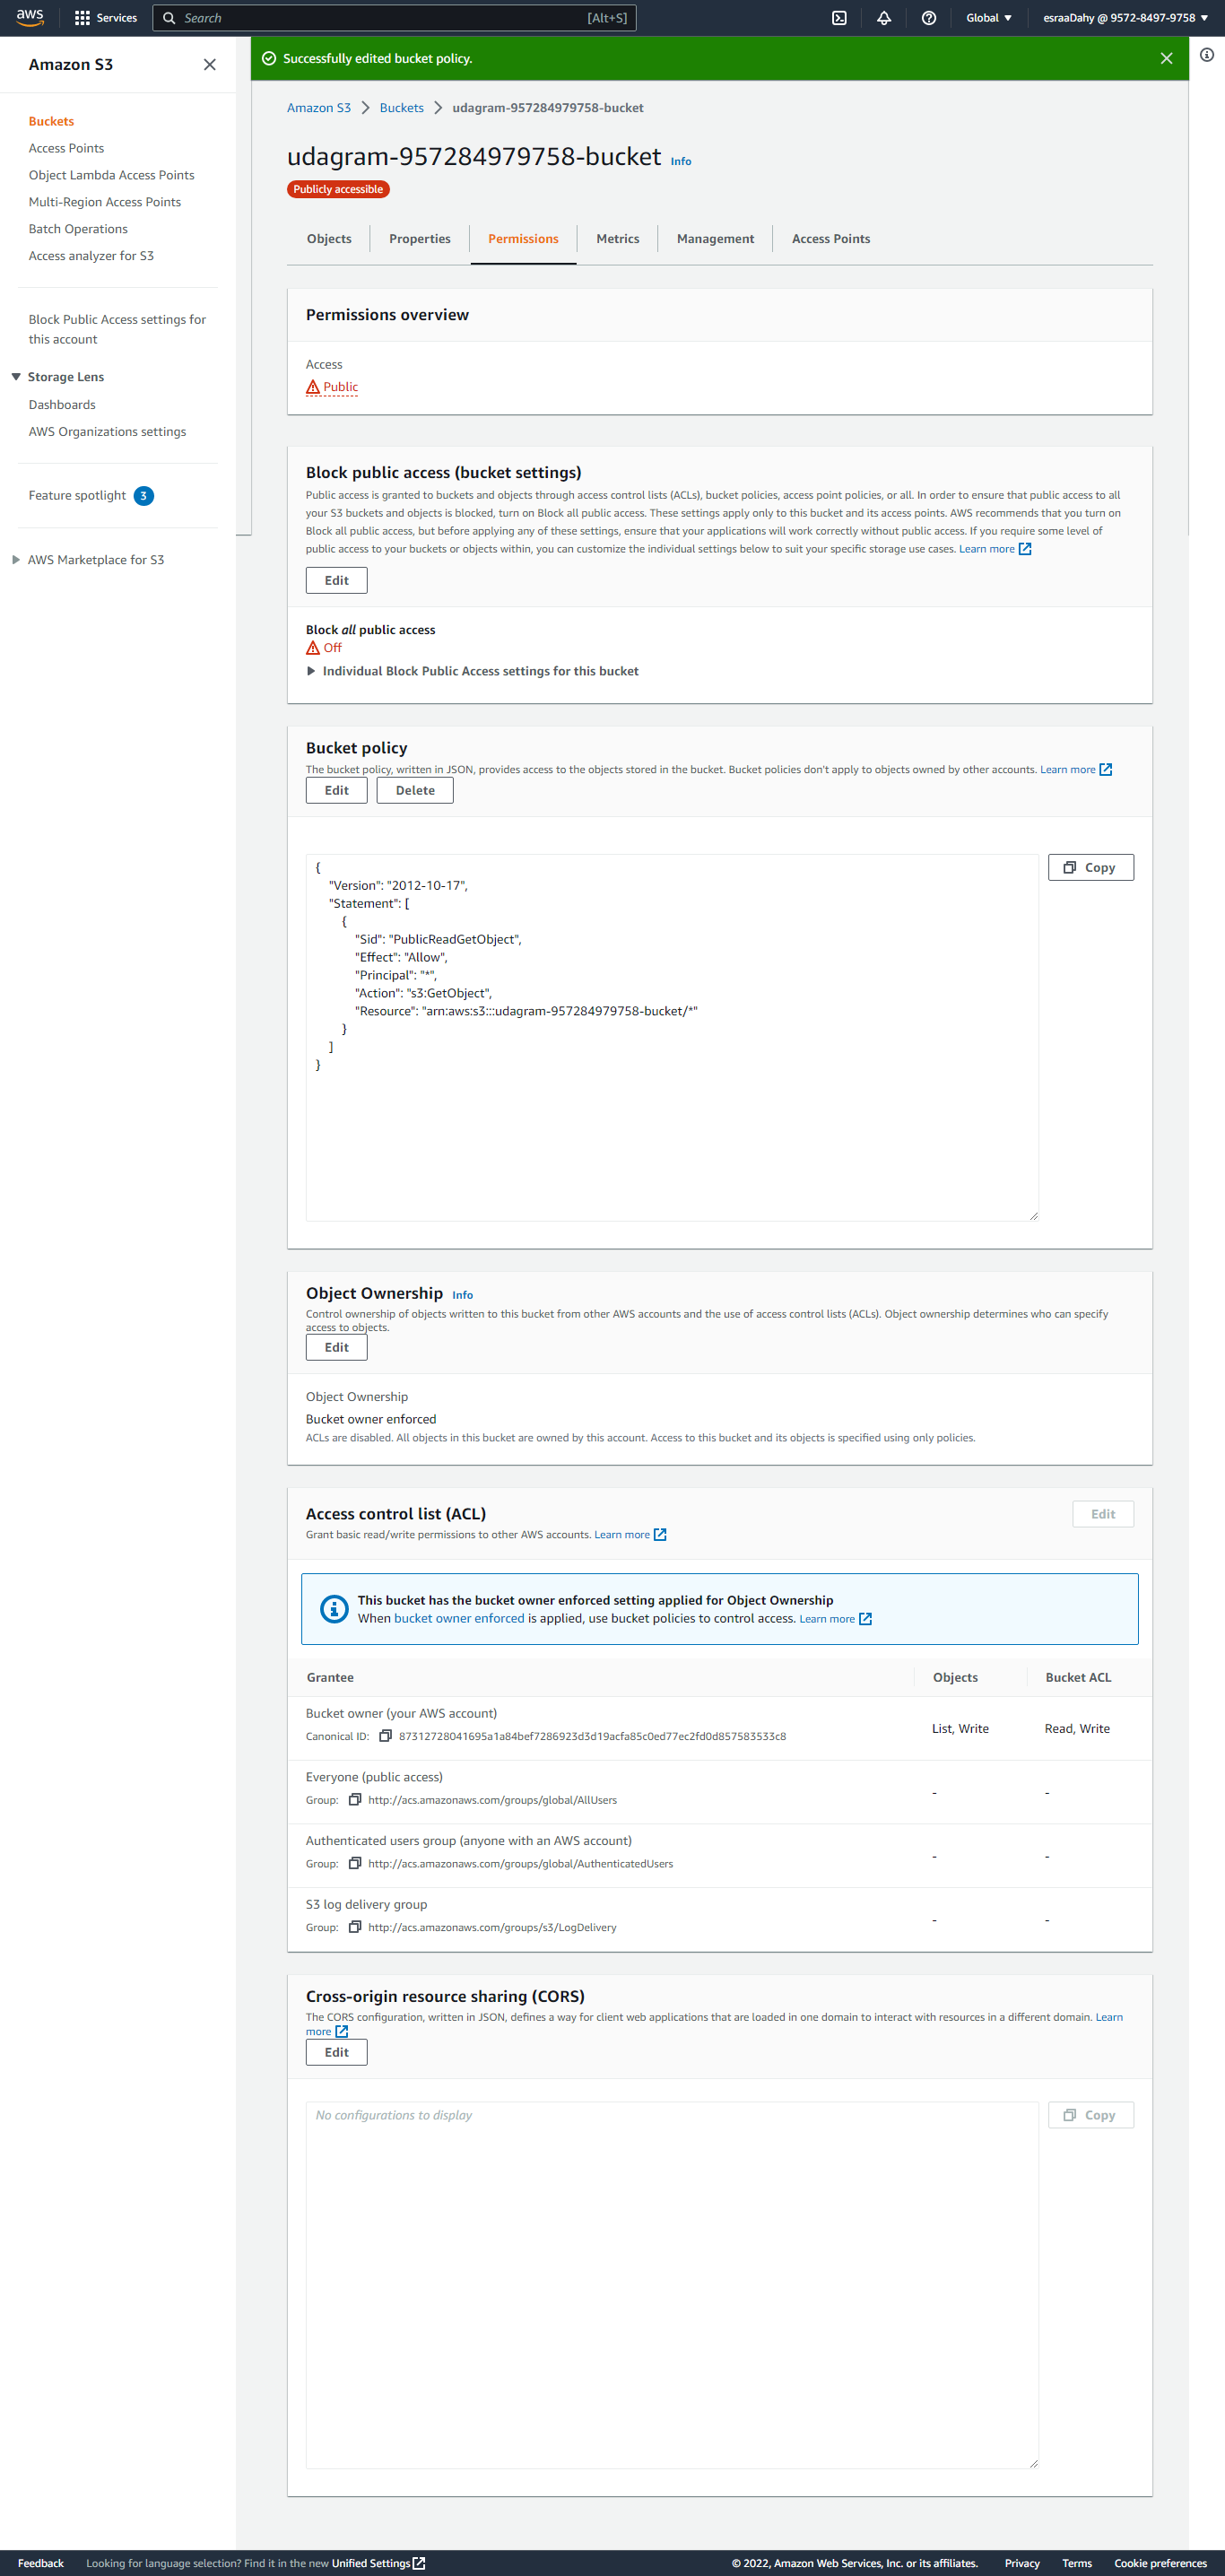 aws
Services
Search
[Alt+S]
Global
esraaDahy @ 9572-8497-9758
Amazon S3
Buckets
Access Points
Object Lambda Access Points
Multi-Region Access Points
Batch Operations
Access analyzer for S3
Block Public Access settings for
this account
Storage Lens
Dashboards
AWS Organizations settings
Feature spotlight 3
AWS Marketplace for S3
Successfully edited bucket policy.
Amazon S3 > Buckets > udagram-957284979758-bucket
udagram-957284979758-bucket Info
Publicly accessible
Objects
Properties
Permissions
Metrics
Management
Access Points
Permissions overview
Access
Public
Block public access (bucket settings)
Public access is granted to buckets and objects through access control lists (ACLs), bucket policies, access point policies, or all. In order to ensure that public access to all
your S3 buckets and objects is blocked, turn on Block all public access. These settings apply only to this bucket and its access points. AWS recommends that you turn on
Block all public access, but before applying any of these settings, ensure that your applications will work correctly without public access. If you require some level of
public access to your buckets or objects within, you can customize the individual settings below to suit your specific storage use cases. Learn more
Edit
Block all public access
Off
Individual Block Public Access settings for this bucket
Bucket policy
The bucket policy, written in JSON, provides access to the objects stored in the bucket. Bucket policies don't apply to objects owned by other accounts. Learn more
Edit
Delete
Copy
{
"Version": "2012-10-17",
"Statement": [
{
"Sid": "PublicReadGetObject",
"Effect": "Allow",
"Principal": "*",
"Action": "s3:GetObject",
"Resource": "arn:aws:s3:::udagram-957284979758-bucket/*"
}
]
}
Object Ownership Info
Control ownership of objects written to this bucket from other AWS accounts and the use of access control lists (ACLs). Object ownership determines who can specify
access to objects.
Edit
Object Ownership
Bucket owner enforced
ACLs are disabled. All objects in this bucket are owned by this account. Access to this bucket and its objects is specified using only policies.
Access control list (ACL)
Edit
Grant basic read/write permissions to other AWS accounts. Learn more
This bucket has the bucket owner enforced setting applied for Object Ownership
When bucket owner enforced is applied, use bucket policies to control access. Learn more
Grantee
Objects
Bucket ACL
Bucket owner (your AWS account)
Canonical ID: 87312728041695a1a84bef7286923d3d19acfa85c0ed77ec2fd0d857583533c8
List, Write
Read, Write
Everyone (public access)
Group: http://acs.amazonaws.com/groups/global/AllUsers
-
-
Authenticated users group (anyone with an AWS account)
Group: http://acs.amazonaws.com/groups/global/AuthenticatedUsers
-
-
S3 log delivery group
Group: http://acs.amazonaws.com/groups/s3/LogDelivery
-
-
Cross-origin resource sharing (CORS)
The CORS configuration, written in JSON, defines a way for client web applications that are loaded in one domain to interact with resources in a different domain. Learn
more
Edit
No configurations to display
Copy
Feedback
Looking for language selection? Find it in the new Unified Settings
© 2022, Amazon Web Services, Inc. or its affiliates.
Privacy
Terms
Cookie preferences